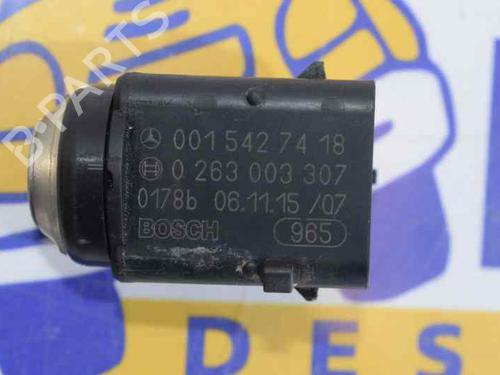 B-PARTS
001 542 74 18
0 263 003 307
0178b 06.11.15 /07
BOSCH 965
DES